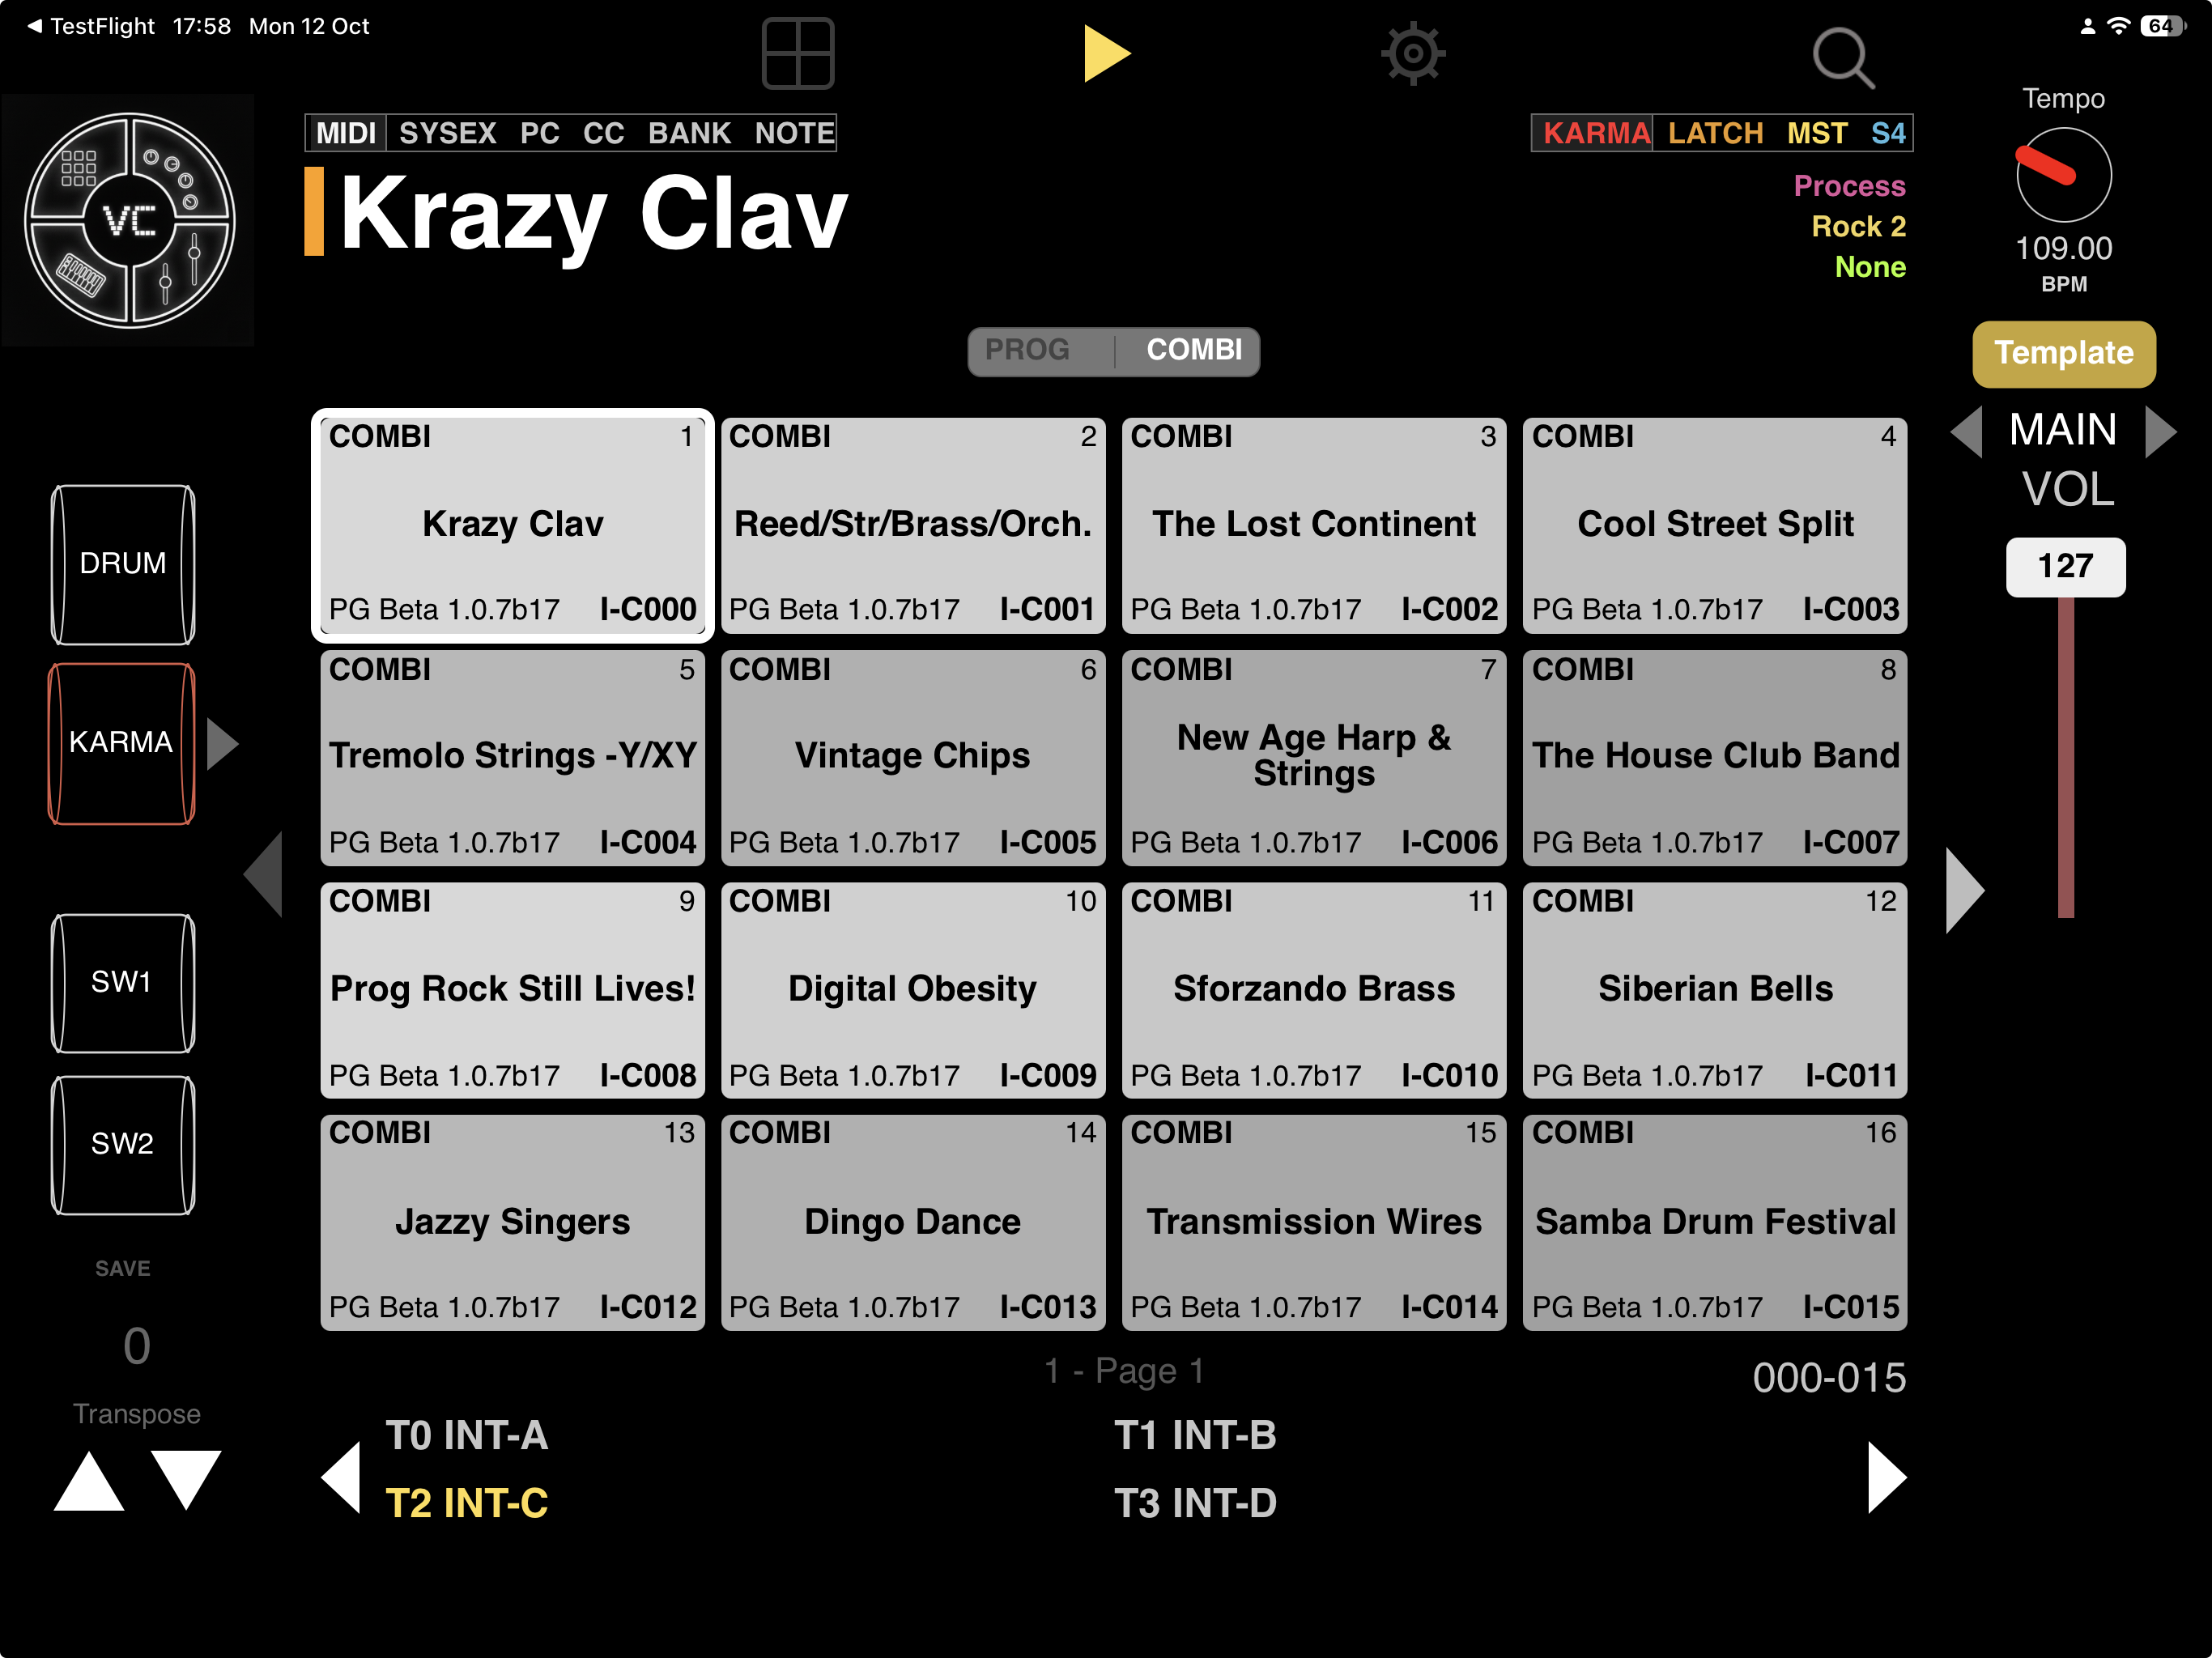 TestFlight 17:58 Mon 12 Oct
64
Tempo
MIDI SYSEX PC CC BANK NOTE
KARMA LATCH MST S4
VC
Krazy Clav
Process
Rock 2
None
109.00
BPM
PROG COMBI
Template
MAIN
VOL
127
COMBI 1
Krazy Clav
PG Beta 1.0.7b17 I-C000
COMBI 2
Reed/Str/Brass/Orch.
PG Beta 1.0.7b17 I-C001
COMBI 3
The Lost Continent
PG Beta 1.0.7b17 I-C002
COMBI 4
Cool Street Split
PG Beta 1.0.7b17 I-C003
DRUM
KARMA
COMBI 5
Tremolo Strings -Y/XY
PG Beta 1.0.7b17 I-C004
COMBI 6
Vintage Chips
PG Beta 1.0.7b17 I-C005
COMBI 7
New Age Harp &
Strings
PG Beta 1.0.7b17 I-C006
COMBI 8
The House Club Band
PG Beta 1.0.7b17 I-C007
COMBI 9
Prog Rock Still Lives!
PG Beta 1.0.7b17 I-C008
COMBI 10
Digital Obesity
PG Beta 1.0.7b17 I-C009
COMBI 11
Sforzando Brass
PG Beta 1.0.7b17 I-C010
COMBI 12
Siberian Bells
PG Beta 1.0.7b17 I-C011
SW1
SW2
COMBI 13
Jazzy Singers
PG Beta 1.0.7b17 I-C012
COMBI 14
Dingo Dance
PG Beta 1.0.7b17 I-C013
COMBI 15
Transmission Wires
PG Beta 1.0.7b17 I-C014
COMBI 16
Samba Drum Festival
PG Beta 1.0.7b17 I-C015
SAVE
0
Transpose
1 - Page 1
000-015
T0 INT-A
T1 INT-B
T2 INT-C
T3 INT-D